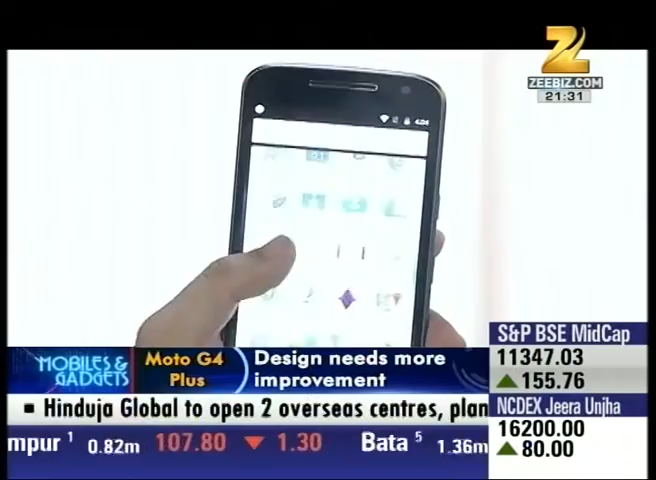 ZEEBIZ.COM
21:31
4:04
MOBILES & GADGETS
Moto G4 Plus
Design needs more
improvement
Hinduja Global to open 2 overseas centres, plan
mpur 1 0.82m 107.80 ▼ 1.30 Bata 5 1.36m
S&P BSE MidCap
11347.03
▲ 155.76
NCDEX Jeera Unjha
16200.00
▲ 80.00